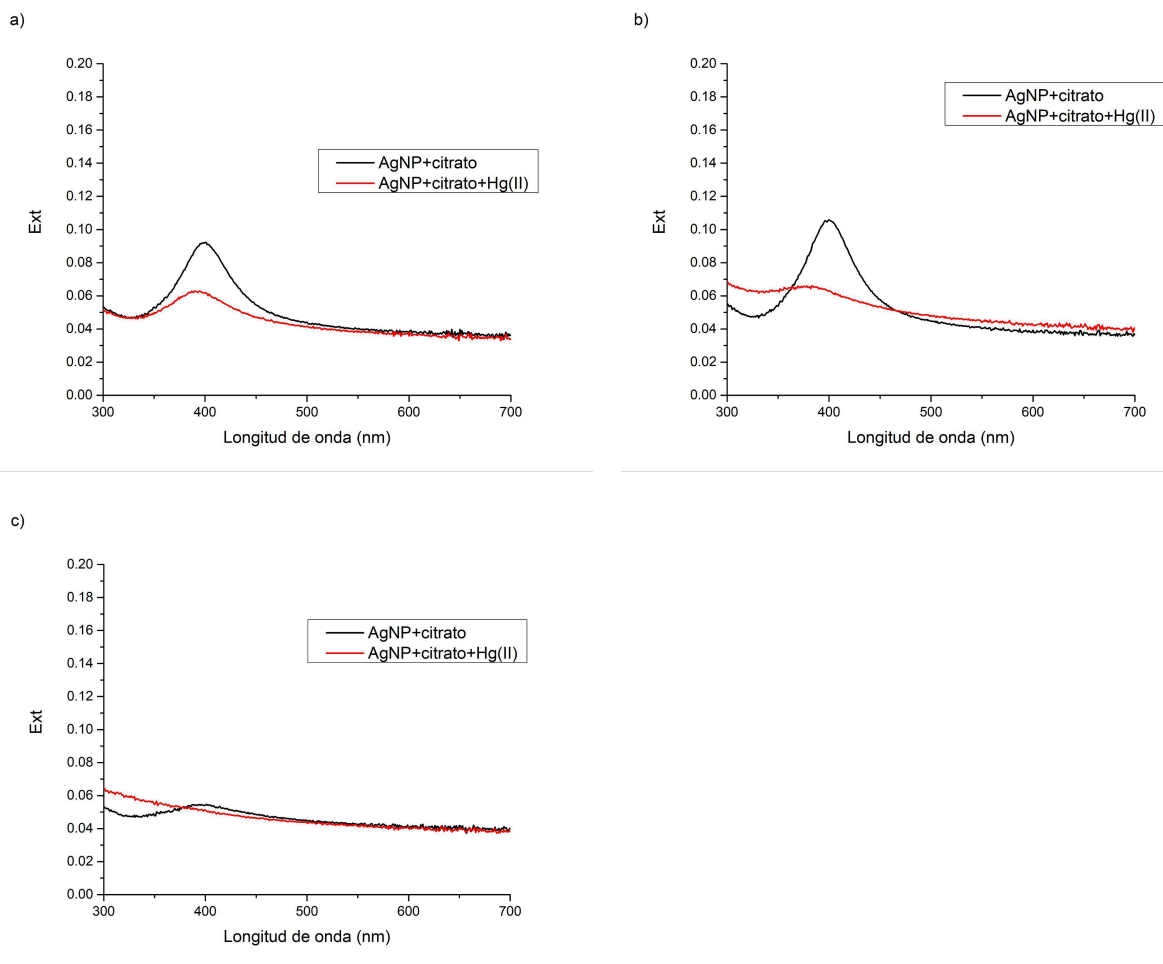 a)
0.20
0.18
0.16
0.14
0.12
0.10
0.08
0.06
0.04
0.02
0.00
Ext
AgNP+citrato
AgNP+citrato+Hg(II)
300 400 500 600 700
Longitud de onda (nm)
b)
0.20
0.18
0.16
0.14
0.12
0.10
0.08
0.06
0.04
0.02
0.00
Ext
AgNP+citrato
AgNP+citrato+Hg(II)
300 400 500 600 700
Longitud de onda (nm)
c)
0.20
0.18
0.16
0.14
0.12
0.10
0.08
0.06
0.04
0.02
0.00
Ext
AgNP+citrato
AgNP+citrato+Hg(II)
300 400 500 600 700
Longitud de onda (nm)